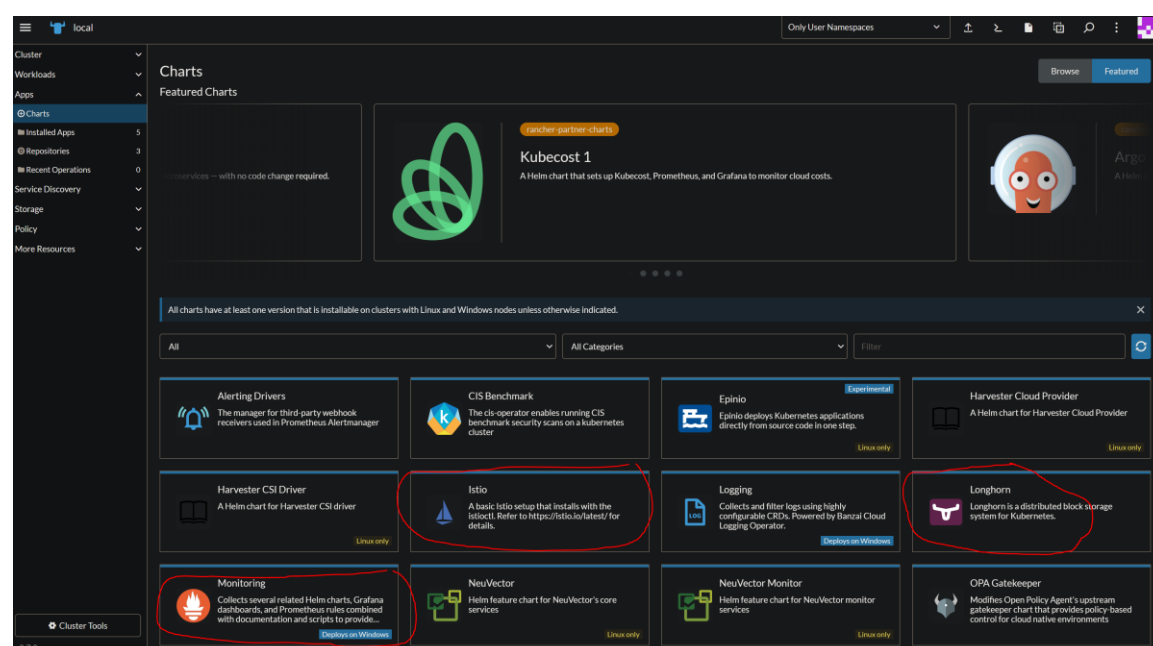 local
Only User Namespaces
Cluster
Workloads
Apps
Charts
Installed Apps 5
Repositories 3
Recent Operations 0
Service Discovery
Storage
Policy
More Resources
Cluster Tools
Charts
Browse
Featured
Featured Charts
— with no code change required.
rancher-partner-charts
Kubecost 1
A Helm chart that sets up Kubecost, Prometheus, and Grafana to monitor cloud costs.
Argo
A Helm
All charts have at least one version that is installable on clusters with Linux and Windows nodes unless otherwise indicated.
All
All Categories
Filter
Alerting Drivers
The manager for third-party webhook
receivers used in Prometheus Alertmanager
CIS Benchmark
The cis-operator enables running CIS
benchmark security scans on a kubernetes
cluster
Experimental
Epinio
Epinio deploys Kubernetes applications
directly from source code in one step.
Linux only
Harvester Cloud Provider
A Helm chart for Harvester Cloud Provider
Linux only
Harvester CSI Driver
A Helm chart for Harvester CSI driver
Linux only
Istio
A basic Istio setup that installs with the
istioctl. Refer to https://istio.io/latest/ for
details.
Logging
Collects and filter logs using highly
configurable CRDs. Powered by Banzai Cloud
Logging Operator.
LOG
Deploys on Windows
Longhorn
Longhorn is a distributed block storage
system for Kubernetes.
Monitoring
Collects several related Helm charts, Grafana
dashboards, and Prometheus rules combined
with documentation and scripts to provide...
Deploys on Windows
NeuVector
Helm feature chart for NeuVector's core
services
Linux only
NeuVector Monitor
Helm feature chart for NeuVector monitor
services
Linux only
OPA Gatekeeper
Modifies Open Policy Agent's upstream
gatekeeper chart that provides policy-based
control for cloud native environments